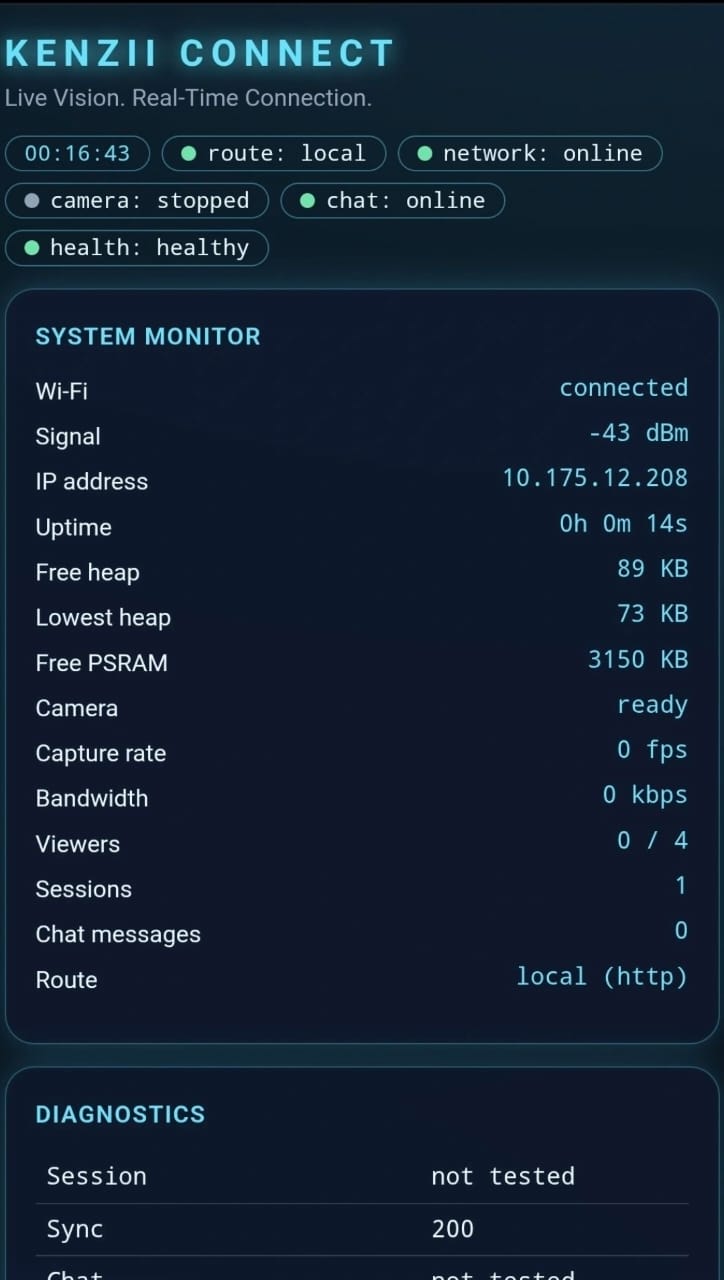 KENZII CONNECT
Live Vision. Real-Time Connection.
00:16:43 route: local network: online
camera: stopped chat: online
health: healthy
SYSTEM MONITOR
Wi-Fi connected
Signal -43 dBm
IP address 10.175.12.208
Uptime 0h 0m 14s
Free heap 89 KB
Lowest heap 73 KB
Free PSRAM 3150 KB
Camera ready
Capture rate 0 fps
Bandwidth 0 kbps
Viewers 0 / 4
Sessions 1
Chat messages 0
Route local (http)
DIAGNOSTICS
Session not tested
Sync 200
Chat not tested